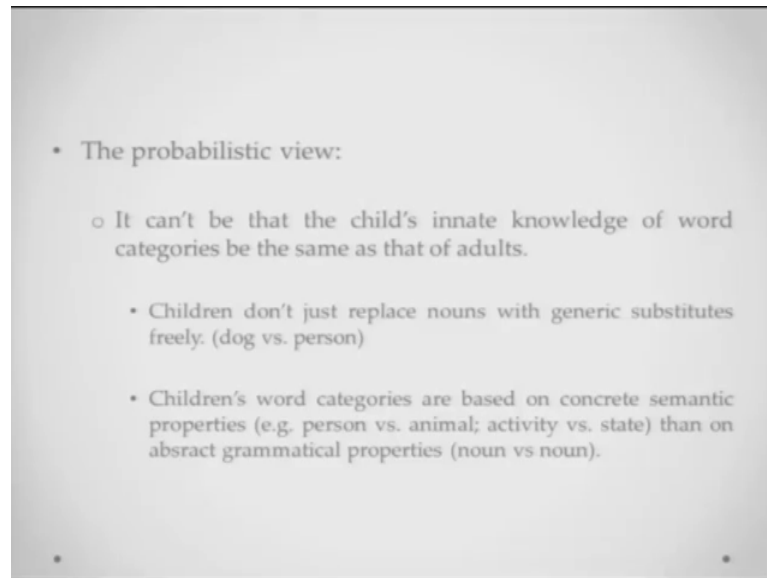 • The probabilistic view:
o It can't be that the child's innate knowledge of word
categories be the same as that of adults.
• Children don't just replace nouns with generic substitutes
freely. (dog vs. person)
• Children's word categories are based on concrete semantic
properties (e.g. person vs. animal; activity vs. state) than on
absract grammatical properties (noun vs noun).